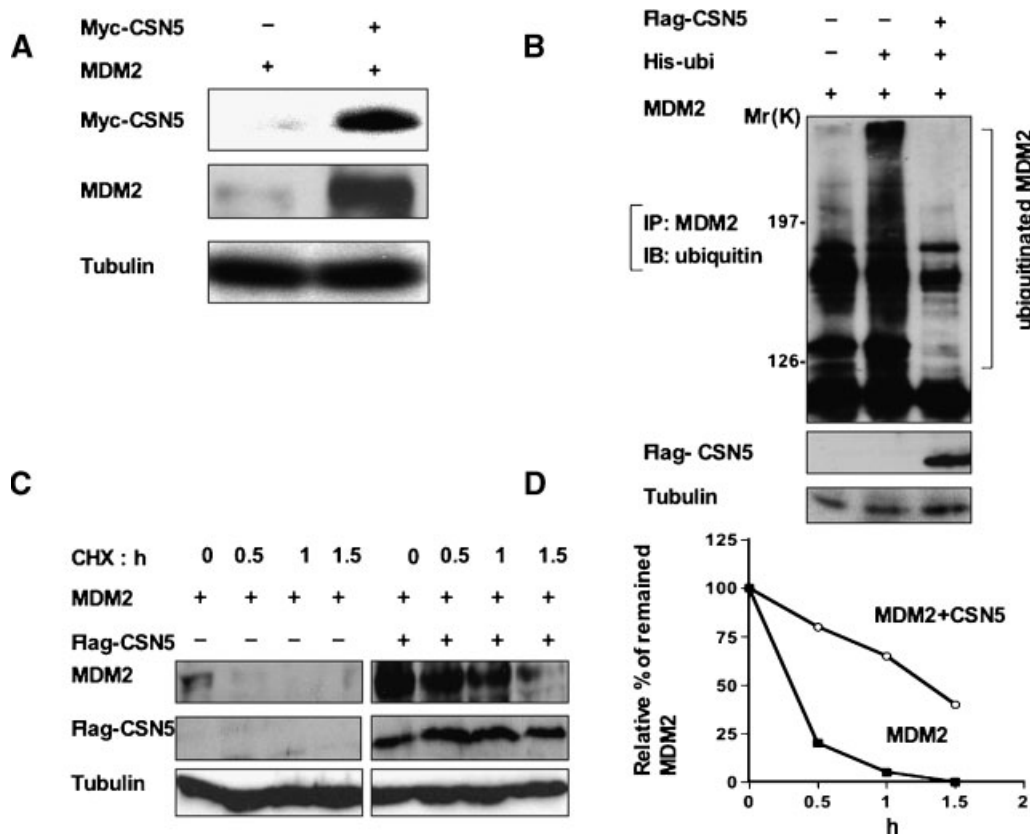 A
Myc-CSN5 – +
MDM2 + +
Myc-CSN5
MDM2
Tubulin
B
Flag-CSN5 – – +
His-ubi – + +
MDM2 + + +
Mr(K)
197-
IP: MDM2
IB: ubiquitin
126-
ubiquitinated MDM2
Flag- CSN5
Tubulin
C
CHX : h 0 0.5 1 1.5 0 0.5 1 1.5
MDM2 + + + + + + + +
Flag-CSN5 – – – – + + + +
MDM2
Flag-CSN5
Tubulin
D
Relative % of remained
MDM2
125
100
75
50
25
0
MDM2+CSN5
MDM2
0 0.5 1 1.5 2
h